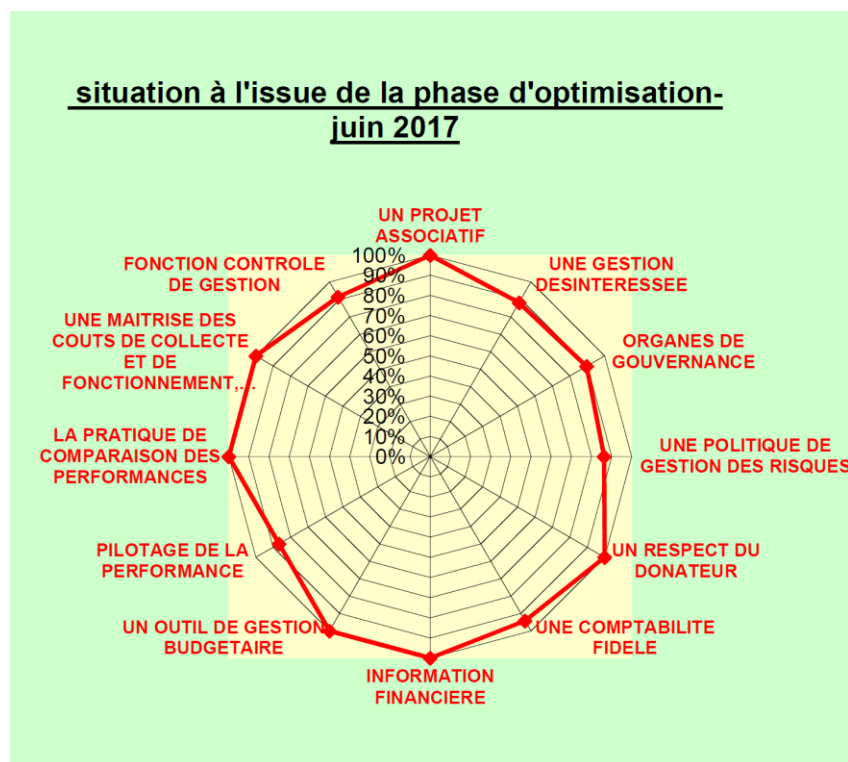 situation à l'issue de la phase d'optimisation-
juin 2017
UN PROJET
ASSOCIATIF
UNE GESTION
DESINTERESSEE
ORGANES DE
GOUVERNANCE
UNE POLITIQUE DE
GESTION DES RISQUES
UN RESPECT DU
DONATEUR
UNE COMPTABILITE
FIDELE
INFORMATION
FINANCIERE
UN OUTIL DE GESTION
BUDGETAIRE
PILOTAGE DE LA
PERFORMANCE
LA PRATIQUE DE
COMPARAISON DES
PERFORMANCES
UNE MAITRISE DES
COUTS DE COLLECTE
ET DE
FONCTIONNEMENT,...
FONCTION CONTROLE
DE GESTION
100%
90%
80%
70%
60%
50%
40%
30%
20%
10%
0%